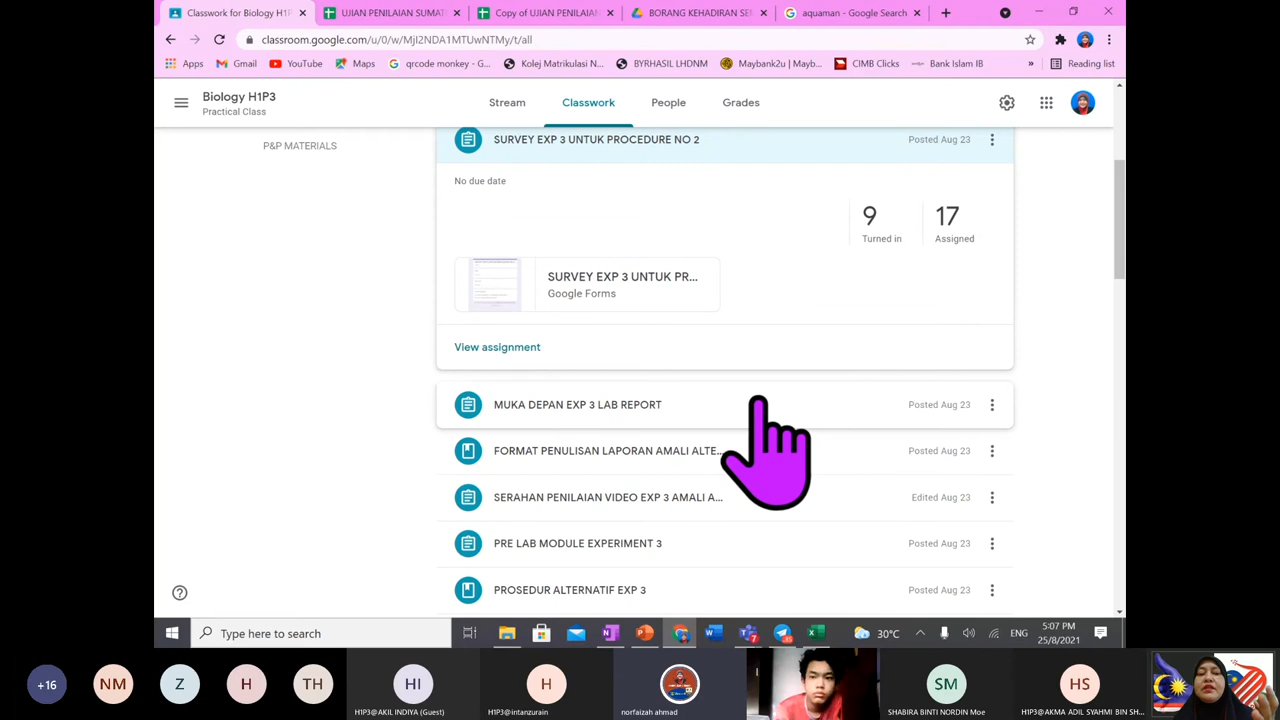 Classwork for Biology H1P
UJIAN PENILAIAN SUMAT
Copy of UJIAN PENILAIAN
BORANG KEHADIRAN SEM
aquaman - Google Search
classroom.google.com/u/0/w/MjI2NDA1MTUwNTMy/t/all
Apps
Gmail
YouTube
Maps
qrcode monkey - G...
Kolej Matrikulasi N...
BYRHASIL LHDNM
Maybank2u | Mayb...
CIMB Clicks
Bank Islam IB
»
Reading list
Biology H1P3
Practical Class
Stream
Classwork
People
Grades
P&P MATERIALS
SURVEY EXP 3 UNTUK PROCEDURE NO 2
Posted Aug 23
No due date
9
Turned in
17
Assigned
SURVEY EXP 3 UNTUK PR...
Google Forms
View assignment
MUKA DEPAN EXP 3 LAB REPORT
Posted Aug 23
FORMAT PENULISAN LAPORAN AMALI ALTE...
Posted Aug 23
SERAHAN PENILAIAN VIDEO EXP 3 AMALI A...
Edited Aug 23
PRE LAB MODULE EXPERIMENT 3
Posted Aug 23
PROSEDUR ALTERNATIF EXP 3
Posted Aug 23
Type here to search
30°C
ENG
5:07 PM
25/8/2021
+16
NM
Z
H
TH
HI
H1P3@AKIL INDIYA (Guest)
H
H1P3@intanzurain
norfaizah ahmad
SM
SHABIRA BINTI NORDIN Moe
HS
H1P3@AKMA ADIL SYAHMI BIN SH...